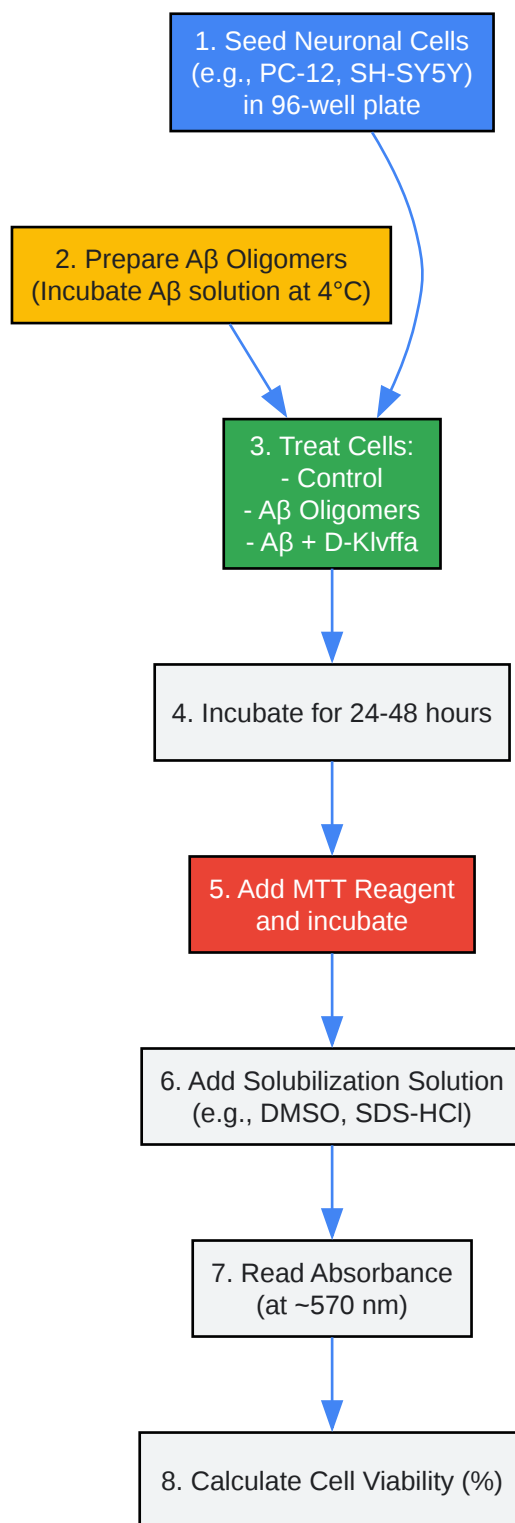 1. Seed Neuronal Cells
(e.g., PC-12, SH-SY5Y)
in 96-well plate
2. Prepare Aβ Oligomers
(Incubate Aβ solution at 4°C)
3. Treat Cells:
- Control
- Aβ Oligomers
- Aβ + D-Klvffa
4. Incubate for 24-48 hours
5. Add MTT Reagent
and incubate
6. Add Solubilization Solution
(e.g., DMSO, SDS-HCl)
7. Read Absorbance
(at ~570 nm)
8. Calculate Cell Viability (%)